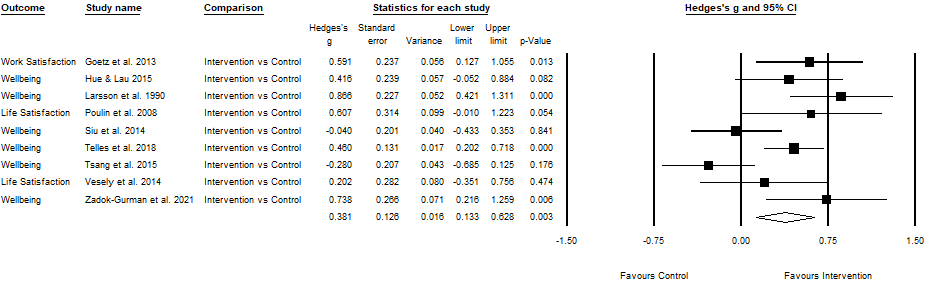 Outcome Study name Comparison Statistics for each study Hedges's g and 95% CI
Hedges's Standard Lower Upper
g error Variance limit limit p-Value
Work Satisfaction Goetz et al. 2013 Intervention vs Control 0.591 0.237 0.056 0.127 1.055 0.013
Wellbeing Hue & Lau 2015 Intervention vs Control 0.416 0.239 0.057 -0.052 0.884 0.082
Wellbeing Larsson et al. 1990 Intervention vs Control 0.866 0.227 0.052 0.421 1.311 0.000
Life Satisfaction Poulin et al. 2008 Intervention vs Control 0.607 0.314 0.099 -0.010 1.223 0.054
Wellbeing Siu et al. 2014 Intervention vs Control -0.040 0.201 0.040 -0.433 0.353 0.841
Wellbeing Telles et al. 2018 Intervention vs Control 0.460 0.131 0.017 0.202 0.718 0.000
Wellbeing Tsang et al. 2015 Intervention vs Control -0.280 0.207 0.043 -0.685 0.125 0.176
Life Satisfaction Vesely et al. 2014 Intervention vs Control 0.202 0.282 0.080 -0.351 0.756 0.474
Wellbeing Zadok-Gurman et al. 2021 Intervention vs Control 0.738 0.266 0.071 0.216 1.259 0.006
0.381 0.126 0.016 0.133 0.628 0.003
-1.50 -0.75 0.00 0.75 1.50
Favours Control Favours Intervention